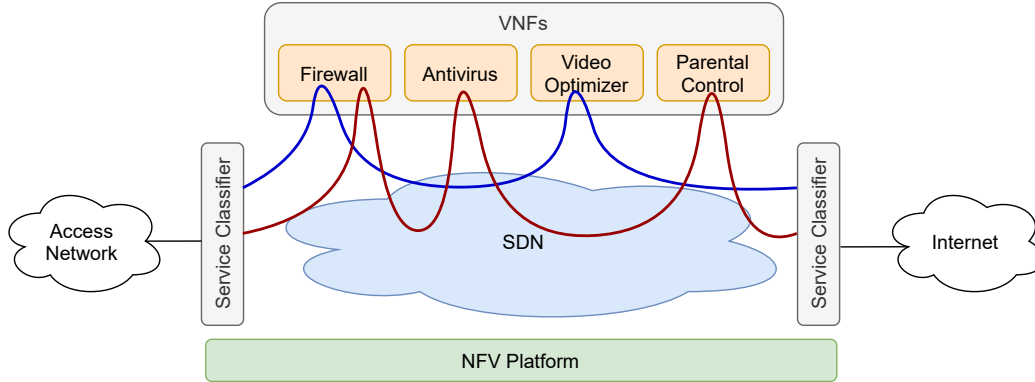 VNFs
Firewall
Antivirus
Video
Optimizer
Parental
Control
Service Classifier
Access
Network
SDN
Service Classifier
Internet
NFV Platform